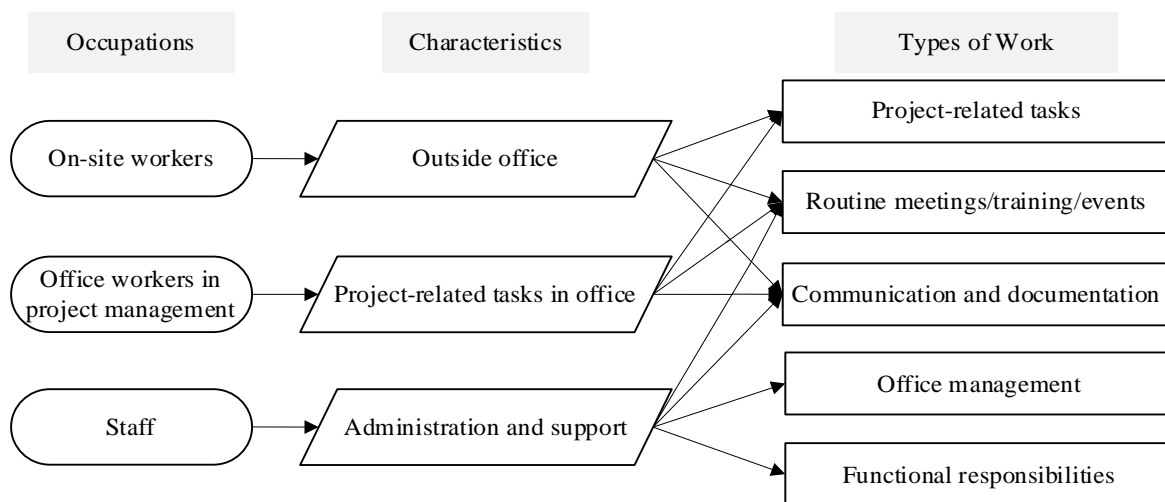 Occupations
Characteristics
Types of Work
Project-related tasks
On-site workers
Outside office
Routine meetings/training/events
Office workers in
project management
Project-related tasks in office
Communication and documentation
Office management
Staff
Administration and support
Functional responsibilities